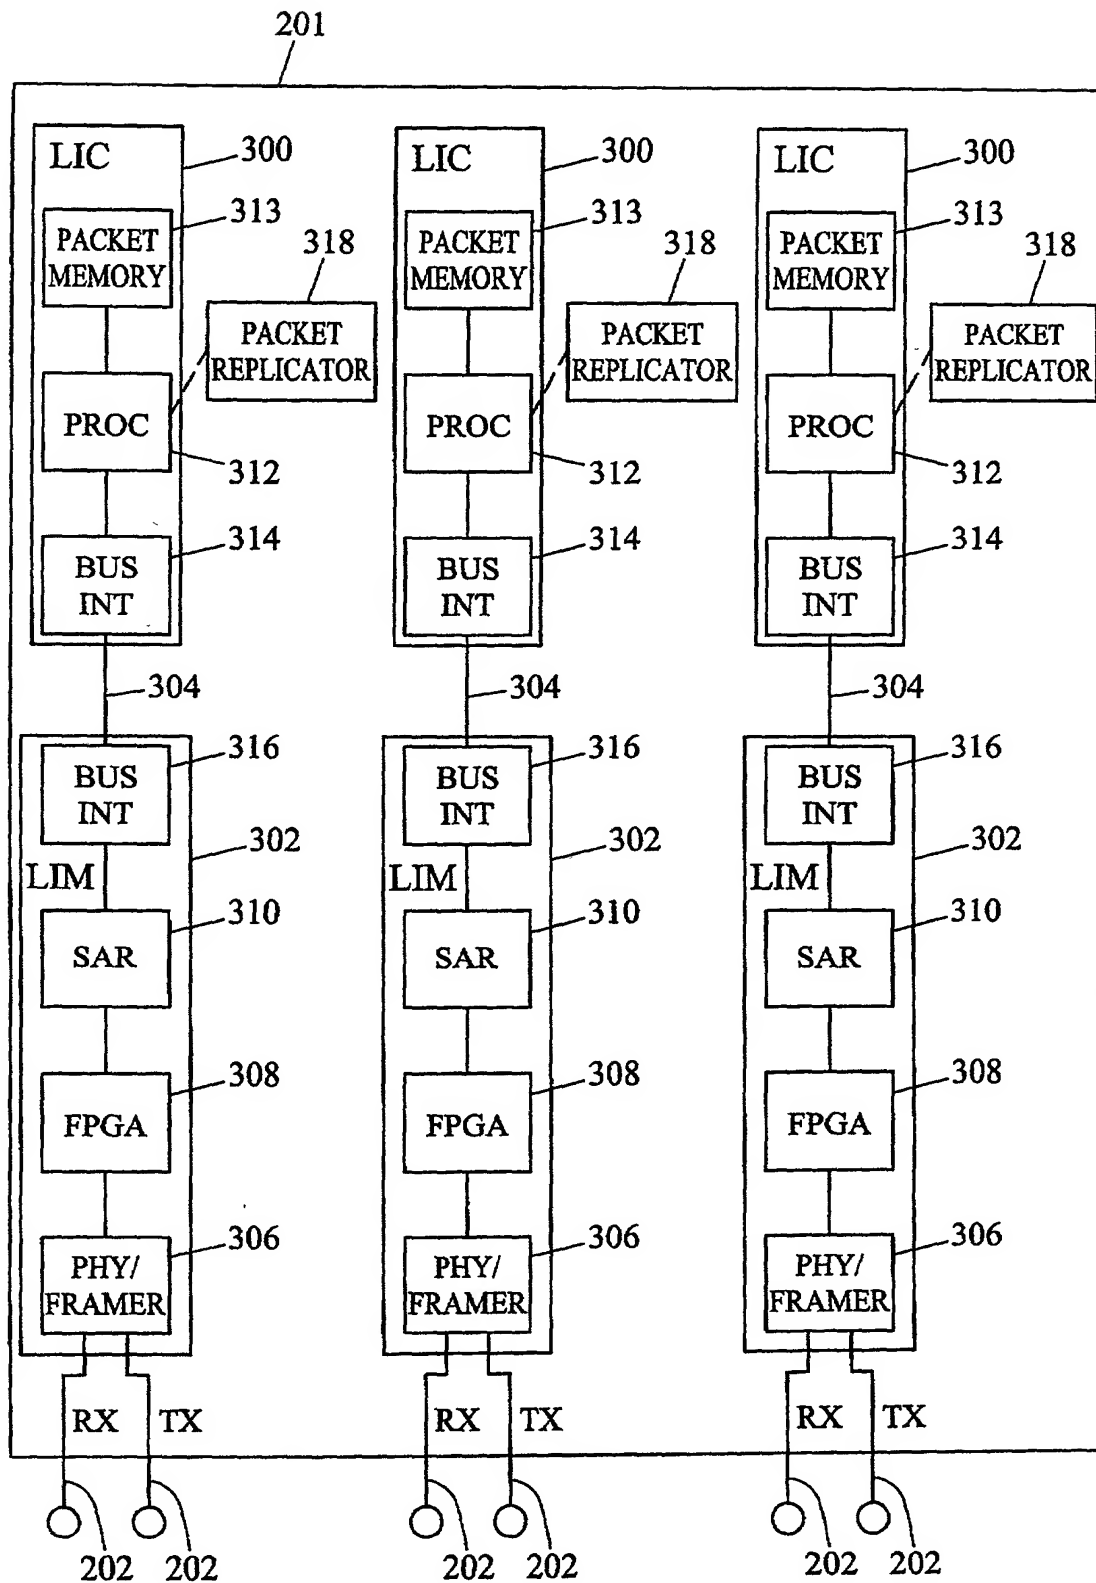 201
LIC 300 LIC 300 LIC 300
313 313 313
PACKET MEMORY PACKET MEMORY PACKET MEMORY
318 318 318
PACKET REPLICATOR PACKET REPLICATOR PACKET REPLICATOR
PROC PROC PROC
312 312 312
314 314 314
BUS INT BUS INT BUS INT
304 304 304
316 316 316
BUS INT BUS INT BUS INT
302 302 302
LIM LIM LIM
310 310 310
SAR SAR SAR
308 308 308
FPGA FPGA FPGA
306 306 306
PHY/ FRAMER PHY/ FRAMER PHY/ FRAMER
RX TX RX TX RX TX
202 202 202 202 202 202